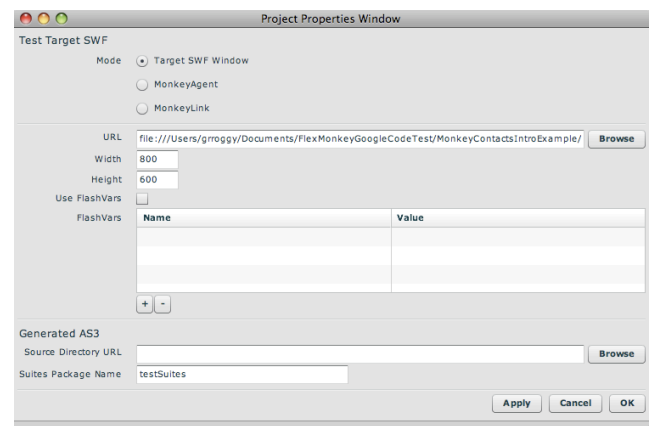 Project Properties Window
Test Target SWF
Mode Target SWF Window
MonkeyAgent
MonkeyLink
URL file:///Users/grroggy/Documents/FlexMonkeyGoogleCodeTest/MonkeyContactsIntroExample/ Browse
Width 800
Height 600
Use FlashVars
FlashVars Name Value
+ -
Generated AS3
Source Directory URL Browse
Suites Package Name testSuites
Apply Cancel OK